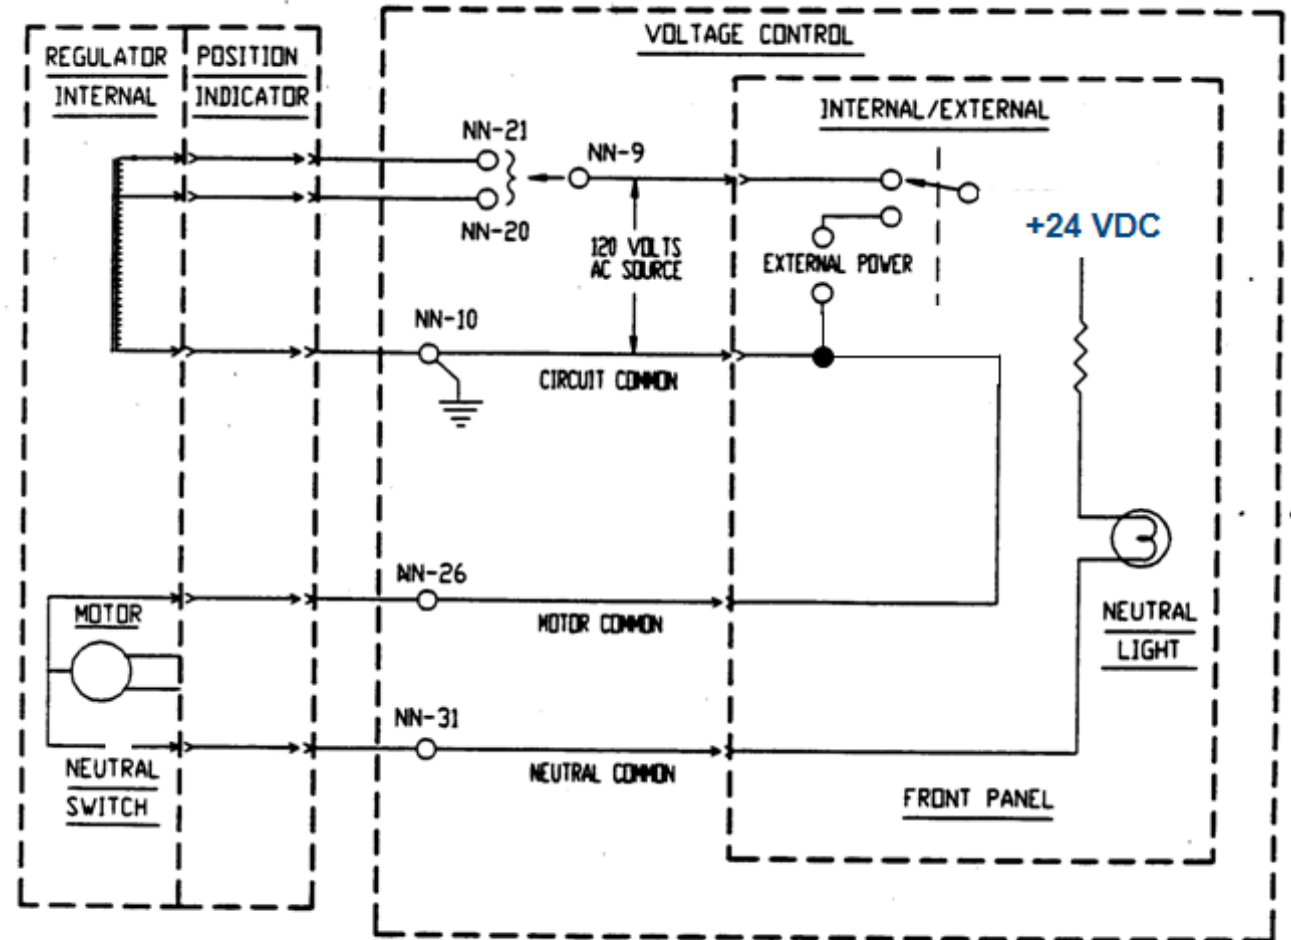 VOLTAGE CONTROL
REGULATOR
INTERNAL
POSITION
INDICATOR
INTERNAL/EXTERNAL
NN-21
NN-9
NN-20
+24 VDC
120 VOLTS
AC SOURCE
EXTERNAL POWER
NN-10
CIRCUIT COMMON
NN-26
MOTOR
MOTOR COMMON
NEUTRAL
LIGHT
NN-31
NEUTRAL
SWITCH
NEUTRAL COMMON
FRONT PANEL